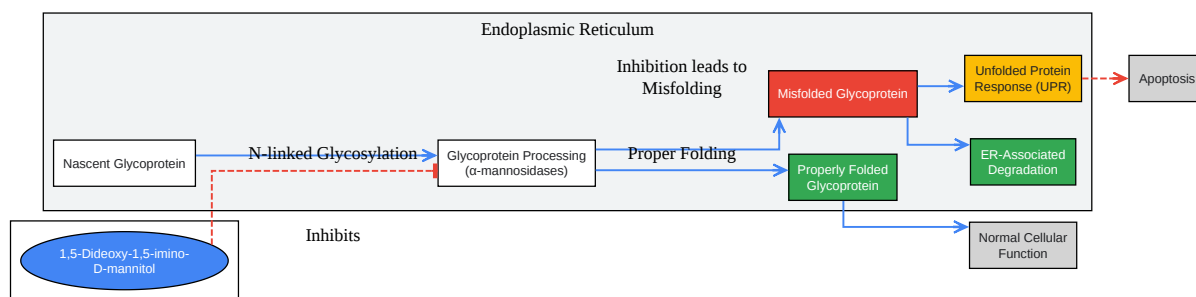 Endoplasmic Reticulum
Inhibition leads to
Misfolding
Misfolded Glycoprotein
Unfolded Protein
Response (UPR)
Apoptosis
Nascent Glycoprotein
N-linked Glycosylation
Glycoprotein Processing
(α-mannosidases)
Proper Folding
Properly Folded
Glycoprotein
ER-Associated
Degradation
Inhibits
Normal Cellular
Function
1,5-Dideoxy-1,5-imino-
D-mannitol